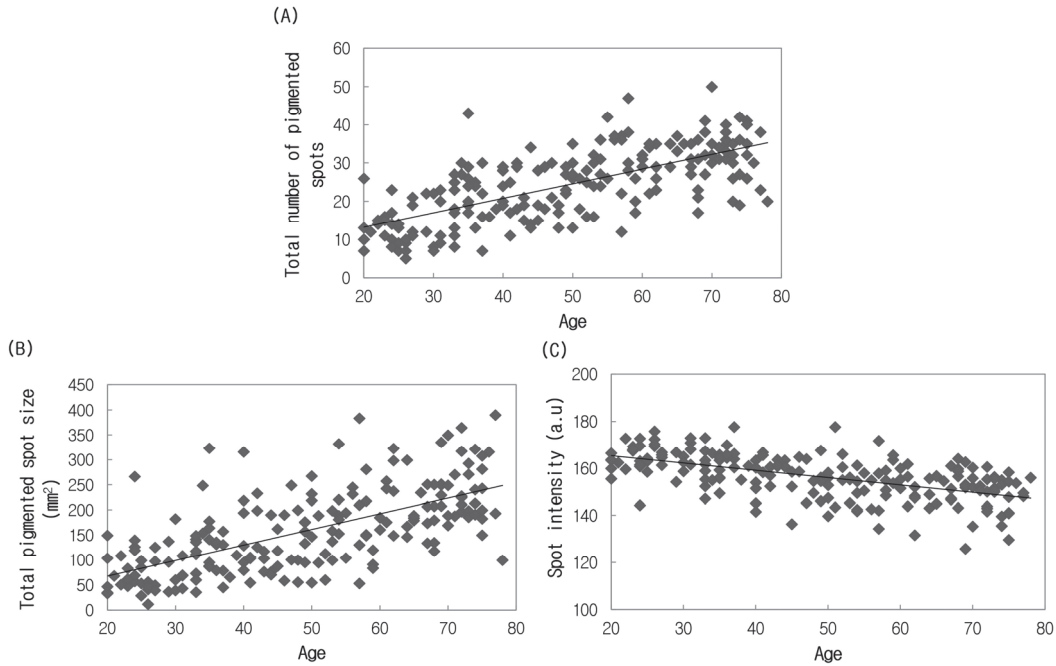 (A)
Total number of pigmented
spots
60
50
40
30
20
10
0
20 30 40 50 60 70 80
Age
(B)
Total pigmented spot size
(mm²)
450
400
350
300
250
200
150
100
50
0
20 30 40 50 60 70 80
Age
(C)
Spot intensity (a.u)
200
180
160
140
120
100
20 30 40 50 60 70 80
Age